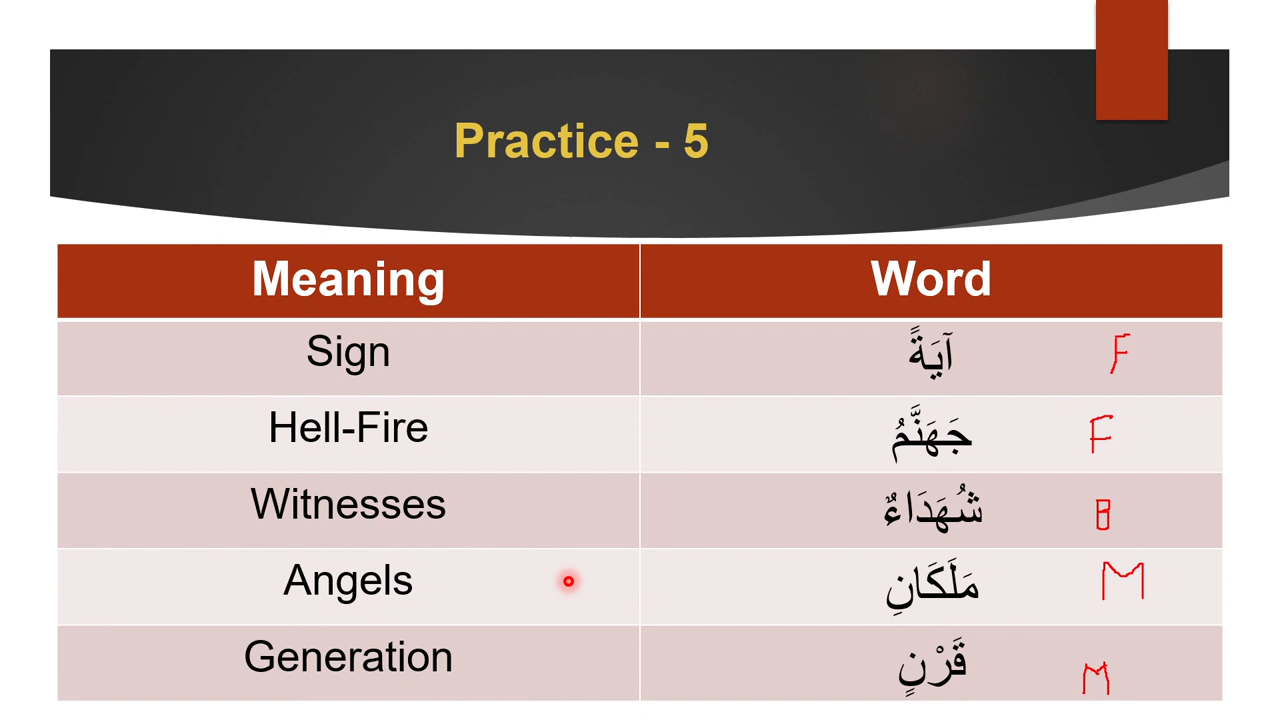 Practice - 5
Meaning Word
Sign آيَةً F
Hell-Fire جَهَنَّمُ F
Witnesses شُهَدَاءٌ B
Angels مَلَكَانِ M
Generation قَرْنٍ M